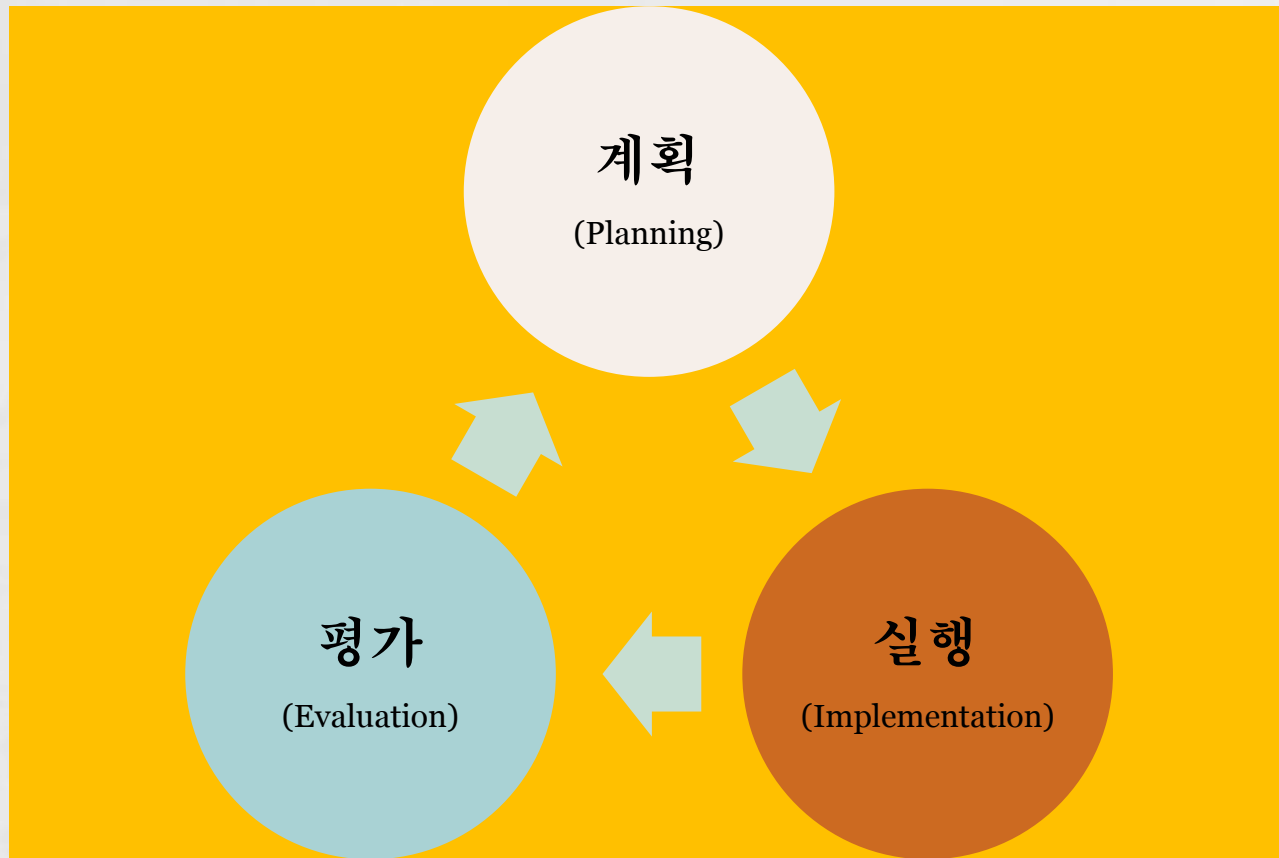 계획
(Planning)
평가
(Evaluation)
실행
(Implementation)